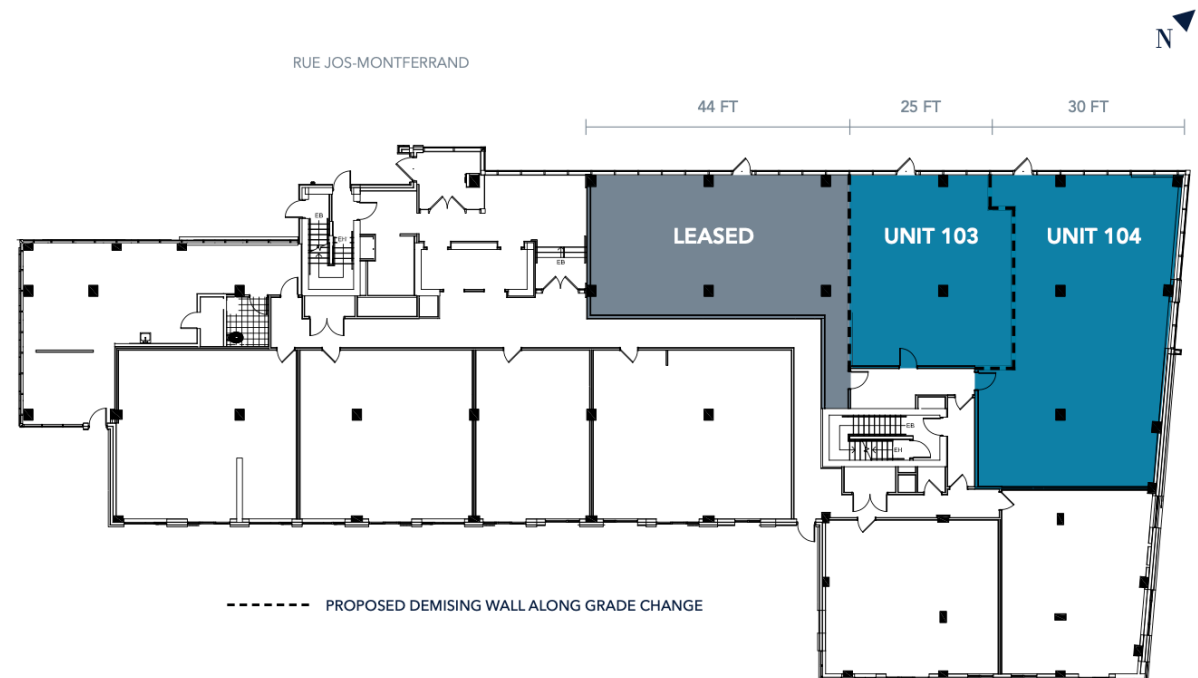 N
RUE JOS-MONTFERRAND
44 FT
25 FT
30 FT
EB
EH
EB
LEASED
UNIT 103
UNIT 104
EB
EH
PROPOSED DEMISING WALL ALONG GRADE CHANGE